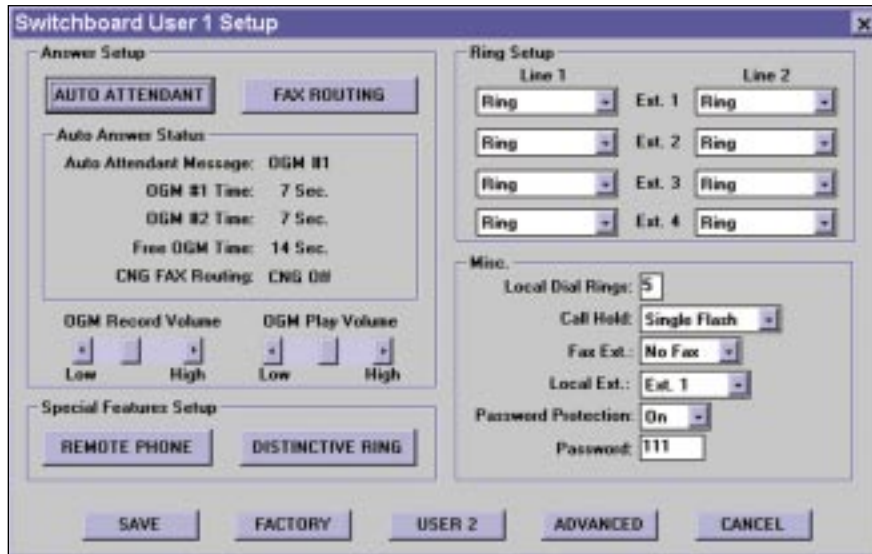 Switchboard User 1 Setup
Answer Setup
AUTO ATTENDANT
FAX ROUTING
Auto Answer Status
Auto Attendant Message: OGM #1
OGM #1 Time: 7 Sec.
OGM #2 Time: 7 Sec.
Free OGM Time: 14 Sec.
CNG FAX Routing: CNG Off
OGM Record Volume
Low High
OGM Play Volume
Low High
Special Features Setup
REMOTE PHONE
DISTINCTIVE RING
Ring Setup
Line 1 Line 2
Ring Ext. 1 Ring
Ring Ext. 2 Ring
Ring Ext. 3 Ring
Ring Ext. 4 Ring
Misc.
Local Dial Rings: 5
Call Hold: Single Flash
Fax Ext.: No Fax
Local Ext.: Ext. 1
Password Protection: On
Password: 111
SAVE
FACTORY
USER 2
ADVANCED
CANCEL